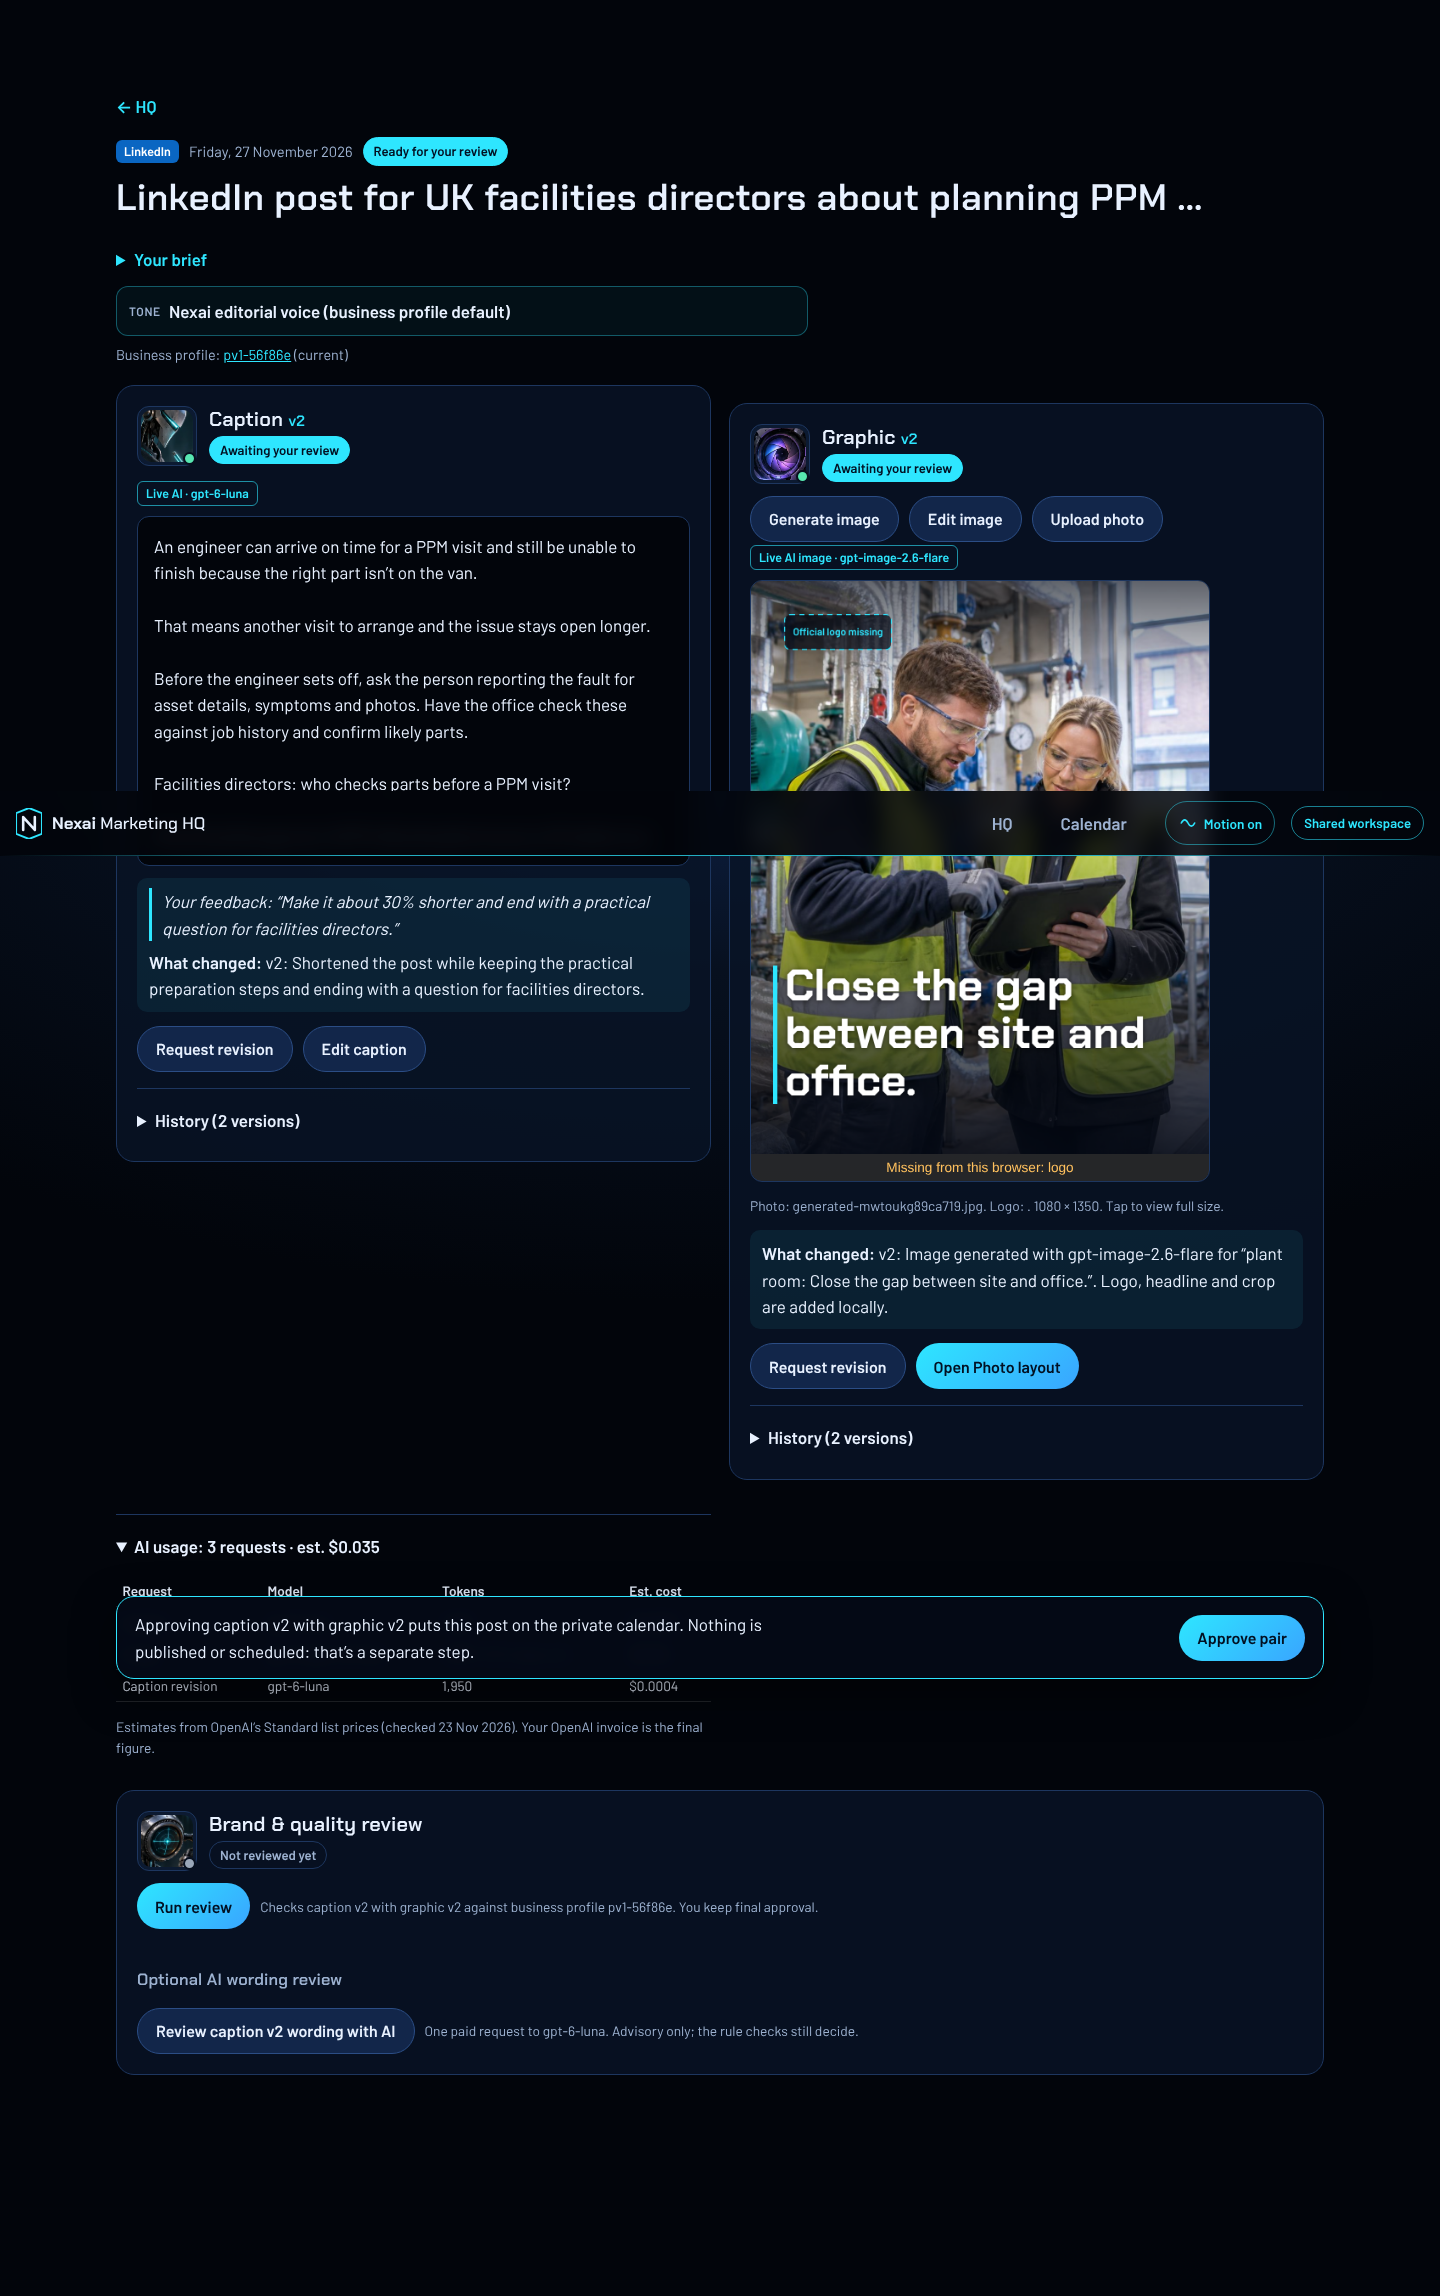 ← HQ
LinkedIn Friday, 27 November 2026 Ready for your review
LinkedIn post for UK facilities directors about planning PPM ...
Your brief
TONE Nexai editorial voice (business profile default)
Business profile: pv1-56f86e (current)
Caption v2
Awaiting your review
Live AI · gpt-6-luna
An engineer can arrive on time for a PPM visit and still be unable to
finish because the right part isn’t on the van.
That means another visit to arrange and the issue stays open longer.
Before the engineer sets off, ask the person reporting the fault for
asset details, symptoms and photos. Have the office check these
against job history and confirm likely parts.
Facilities directors: who checks parts before a PPM visit?
Graphic v2
Awaiting your review
Generate image Edit image Upload photo
Live AI image · gpt-image-2.6-flare
Official logo missing
N Nexai Marketing HQ HQ Calendar Motion on Shared workspace
Your feedback: “Make it about 30% shorter and end with a practical
question for facilities directors.”
What changed: v2: Shortened the post while keeping the practical
preparation steps and ending with a question for facilities directors.
Request revision Edit caption
History (2 versions)
Close the gap
between site and
office.
Missing from this browser: logo
Photo: generated-mwtoukg89ca719.jpg. Logo: . 1080 × 1350. Tap to view full size.
What changed: v2: Image generated with gpt-image-2.6-flare for “plant
room: Close the gap between site and office.”. Logo, headline and crop
are added locally.
Request revision Open Photo layout
History (2 versions)
AI usage: 3 requests · est. $0.035
Request Model Tokens Est. cost
Approving caption v2 with graphic v2 puts this post on the private calendar. Nothing is
published or scheduled: that’s a separate step.
Approve pair
Caption revision gpt-6-luna 1,950 $0.0004
Estimates from OpenAI’s Standard list prices (checked 23 Nov 2026). Your OpenAI invoice is the final
figure.
Brand & quality review
Not reviewed yet
Run review Checks caption v2 with graphic v2 against business profile pv1-56f86e. You keep final approval.
Optional AI wording review
Review caption v2 wording with AI One paid request to gpt-6-luna. Advisory only; the rule checks still decide.